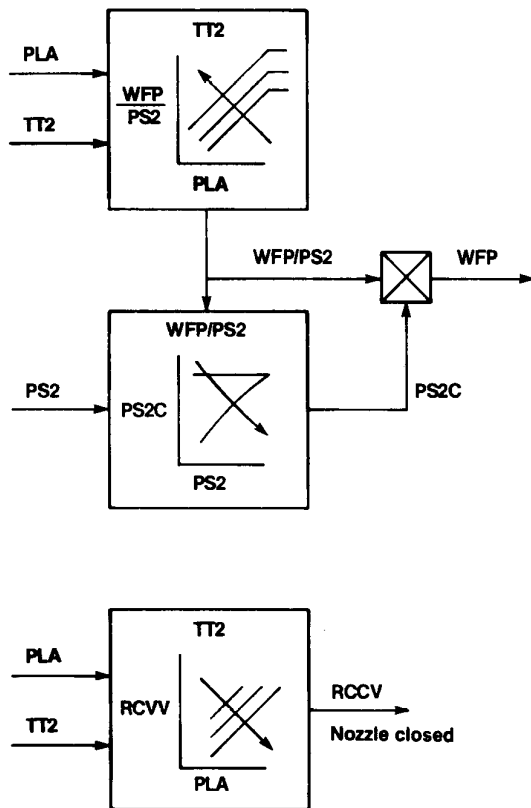 TT2
PLA
WFP
PS2
TT2
PLA
WFP/PS2
WFP
WFP/PS2
PS2
PS2C
PS2C
PS2
TT2
PLA
RCVV
RCCV
TT2
Nozzle closed
PLA